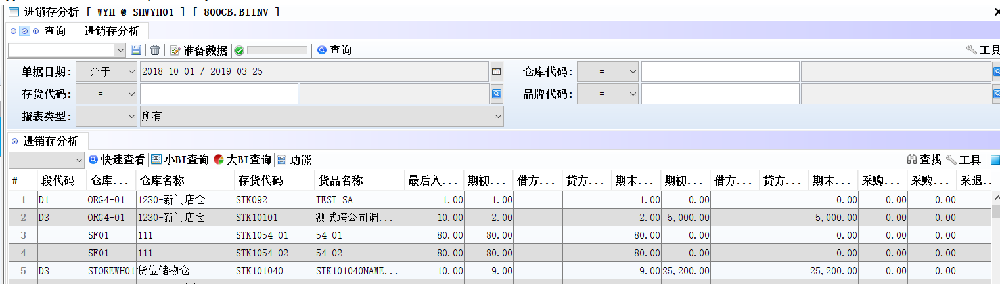 进销存分析 [ WYH @ SHWYH01 ] [ 800CB.BIINV ]
查询 - 进销存分析
准备数据 查询 工具
单据日期: 介于 2018-10-01 / 2019-03-25 仓库代码: =
存货代码: = 品牌代码: =
报表类型: = 所有
进销存分析
快速查看 小BI查询 大BI查询 功能 查找 工具
# 段代码 仓库... 仓库名称 存货代码 货品名称 最后入... 期初... 借方... 贷方... 期末... 期初... 借方... 贷方... 期末... 采购... 采购... 采退..
1 D1 ORG4-01 1230-新门店仓 STK092 TEST SA 1.00 1.00 1.00 0.00 0.00 0.00 0.00
2 D3 ORG4-01 1230-新门店仓 STK10101 测试跨公司调... 10.00 2.00 2.00 5,000.00 5,000.00 0.00 0.00
3 SF01 111 STK1054-01 54-01 80.00 80.00 80.00 0.00 0.00 0.00 0.00
4 SF01 111 STK1054-02 54-02 80.00 80.00 80.00 0.00 0.00 0.00 0.00
5 D3 STOREWH01 货位储物仓 STK101040 STK101040NAME... 10.00 9.00 9.00 25,200.00 25,200.00 0.00 0.00